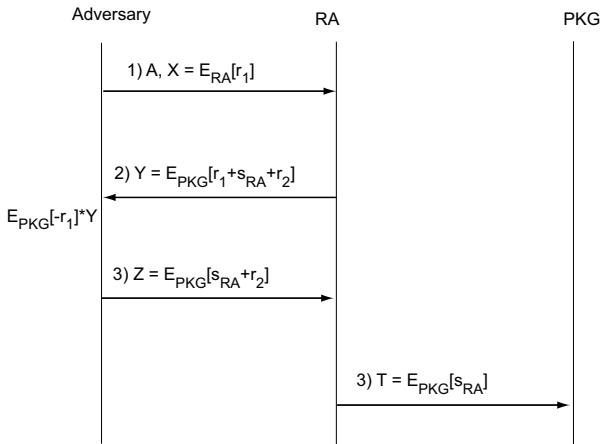 Adversary RA PKG
1) A, X = E_RA[r_1]
2) Y = E_PKG[r_1+s_RA+r_2]
E_PKG[-r_1]*Y
3) Z = E_PKG[s_RA+r_2]
3) T = E_PKG[s_RA]